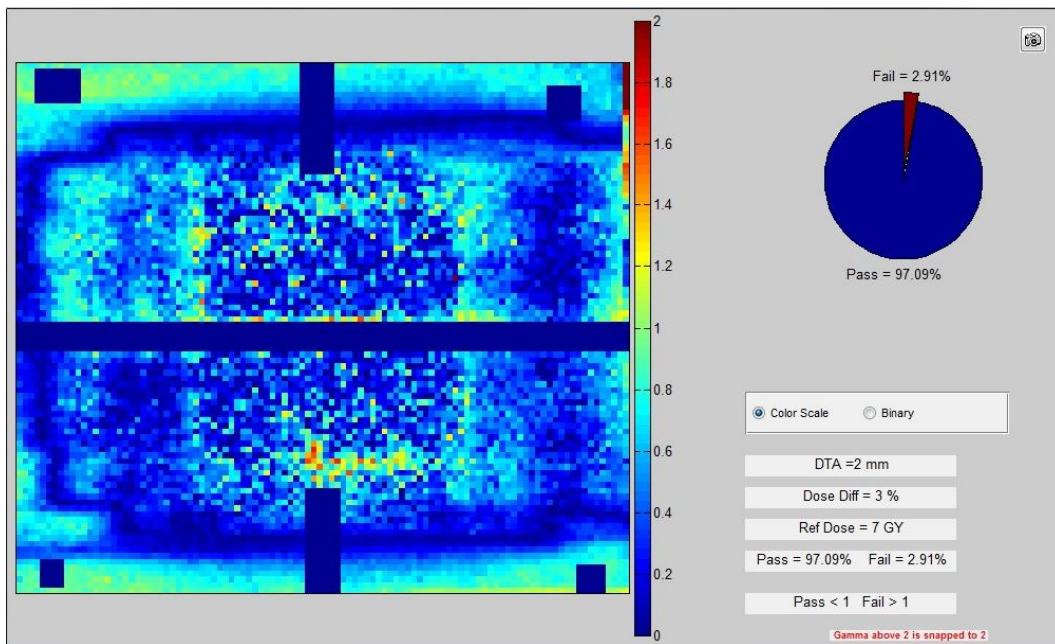 2
1.8
1.6
1.4
1.2
1
0.8
0.6
0.4
0.2
0
Fail = 2.91%
Pass = 97.09%
Color Scale Binary
DTA =2 mm
Dose Diff = 3 %
Ref Dose = 7 GY
Pass = 97.09% Fail = 2.91%
Pass < 1 Fail > 1
Gamma above 2 is snapped to 2